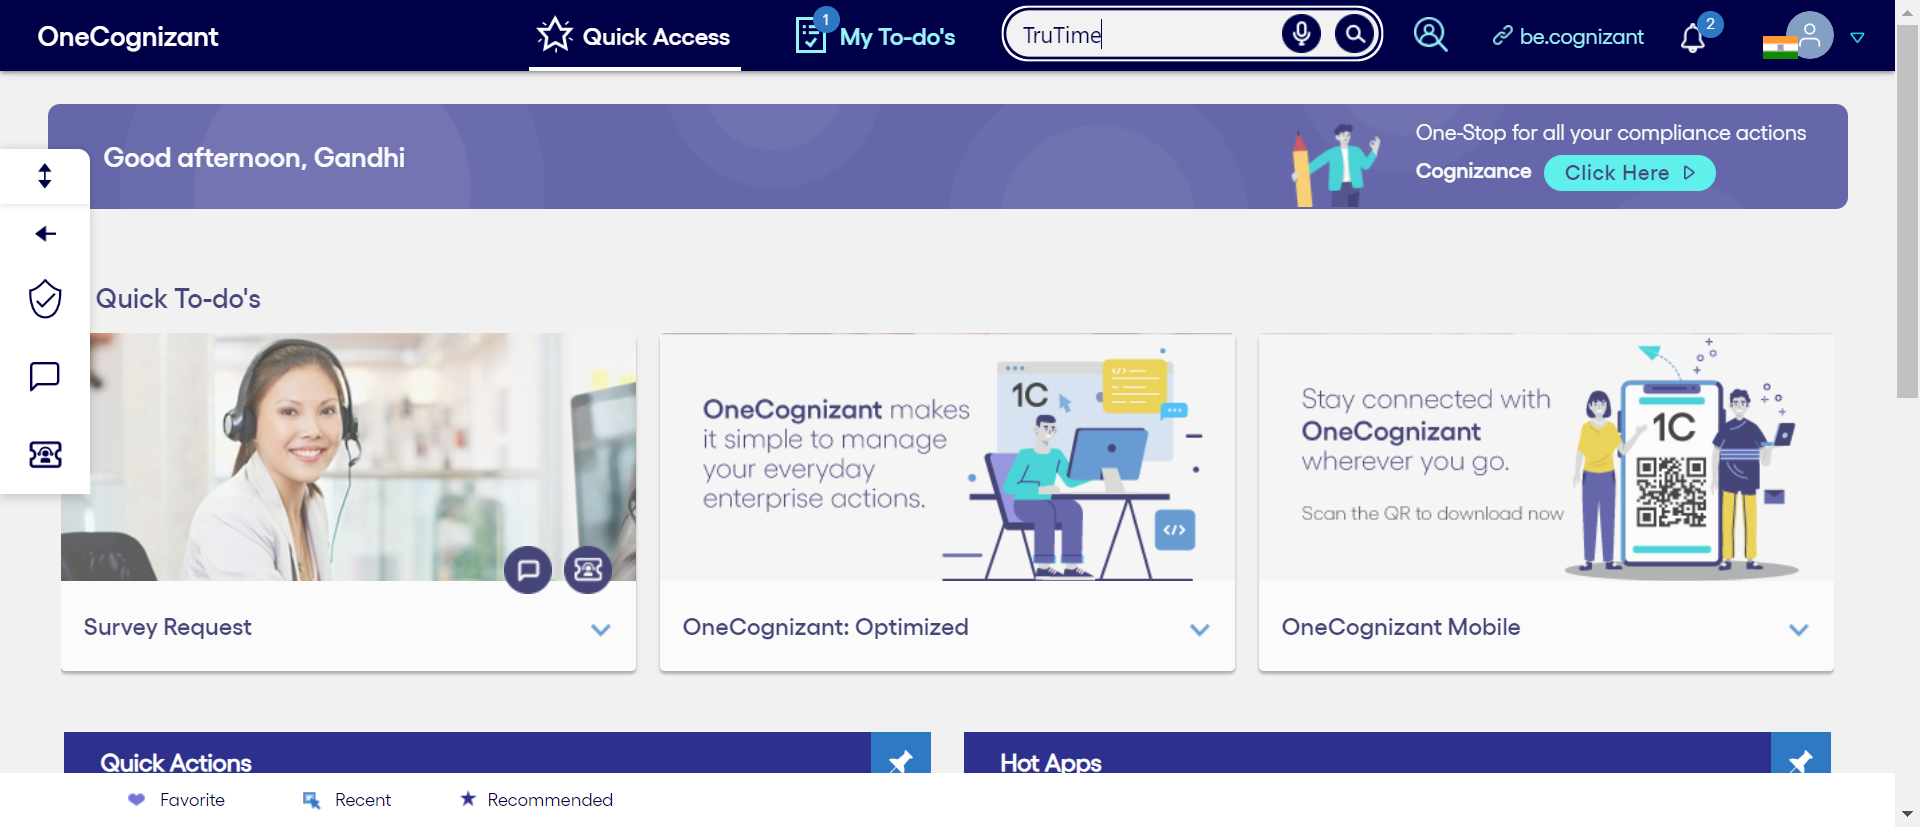 OneCognizant
Quick Access
1
My To-do's
TruTime
be.cognizant
2
Good afternoon, Gandhi
One-Stop for all your compliance actions
Cognizance
Click Here
Quick To-do's
OneCognizant makes
it simple to manage
your everyday
enterprise actions.
1C
</>
</>
Stay connected with
OneCognizant
wherever you go.
Scan the QR to download now
1C
Survey Request
OneCognizant: Optimized
OneCognizant Mobile
Quick Actions
Hot Apps
Favorite
Recent
Recommended